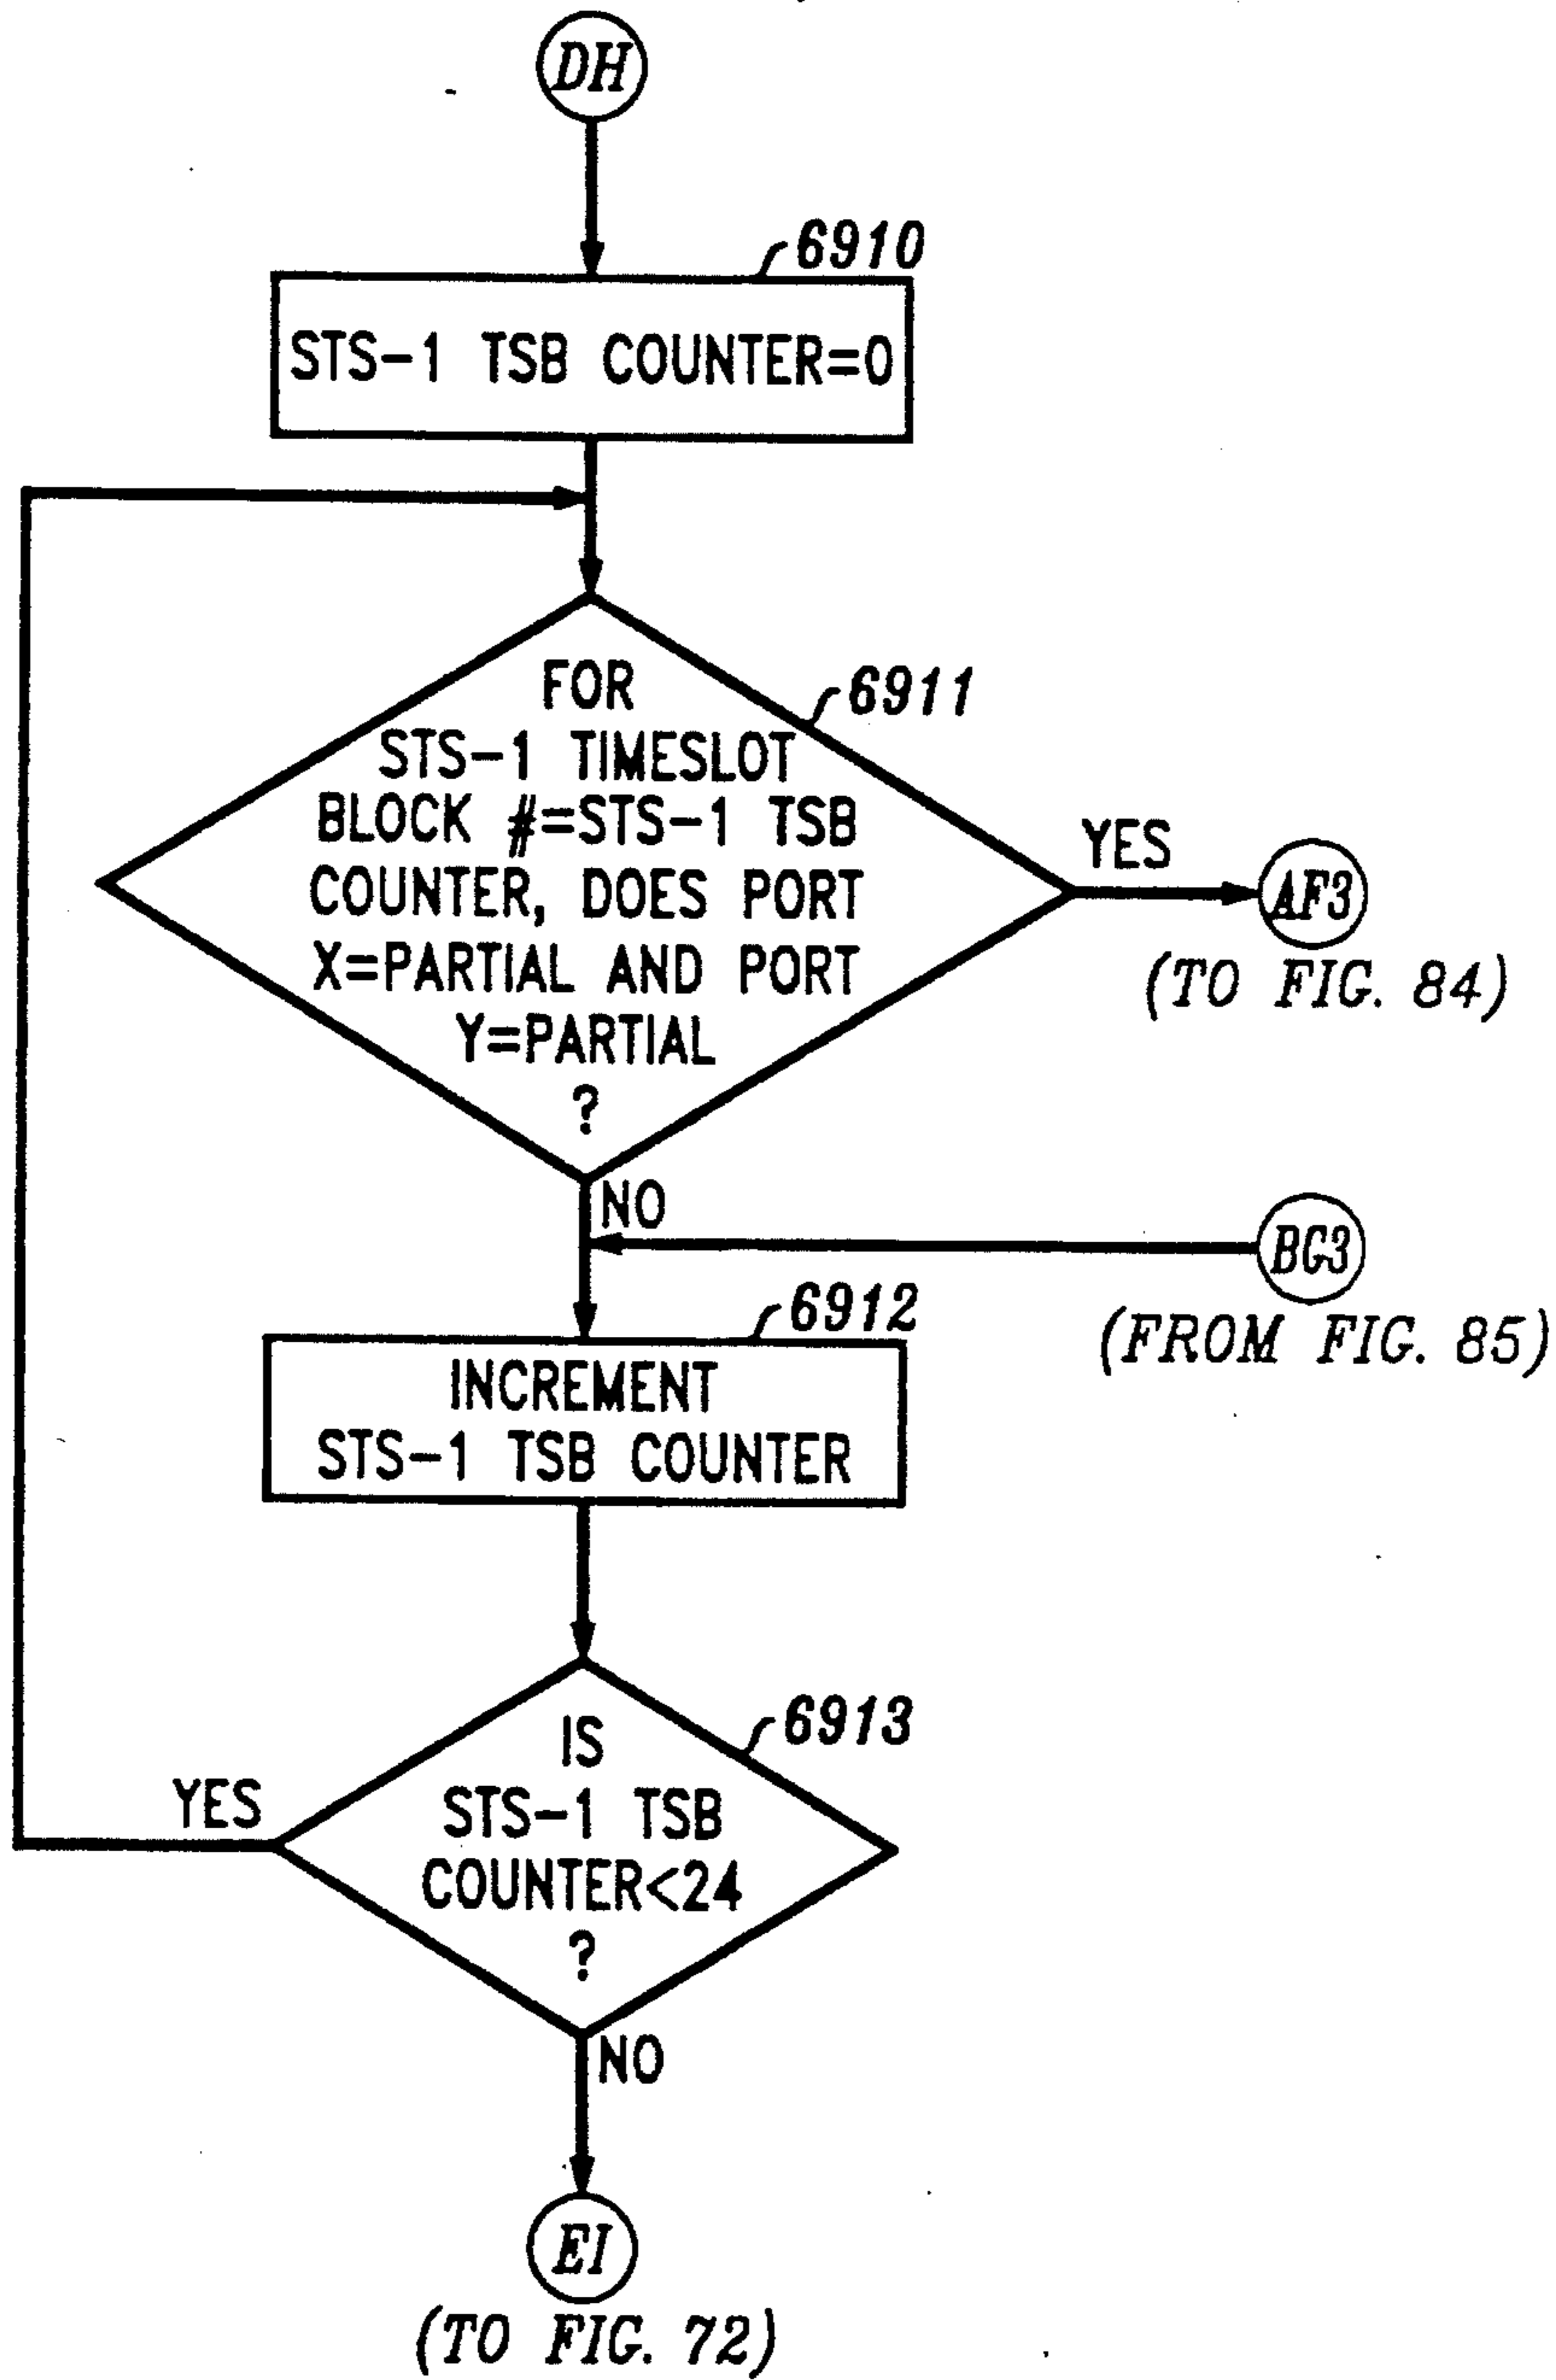 DH
6910
STS-1 TSB COUNTER=0
FOR
6911
STS-1 TIMESLOT
BLOCK #=STS-1 TSB
COUNTER, DOES PORT
X=PARTIAL AND PORT
Y=PARTIAL
?
YES
AF3
(TO FIG. 84)
NO
BG3
(FROM FIG. 85)
6912
INCREMENT
STS-1 TSB COUNTER
6913
IS
STS-1 TSB
COUNTER<24
?
YES
NO
EI
(TO FIG. 72)